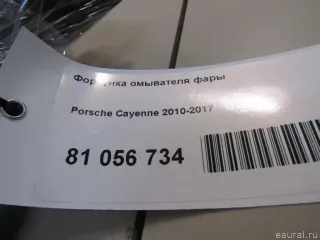 Форсунка омывателя фары
Porsche Cayenne 2010-2017
81 056 734
eaural.ru